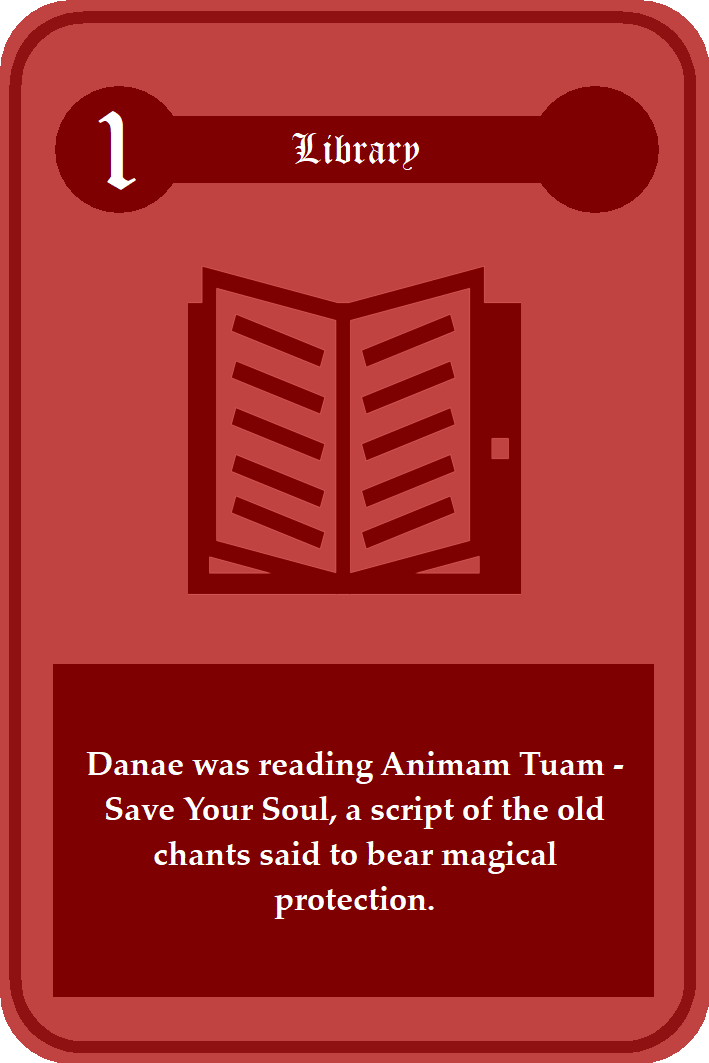 1
Library
Danae was reading Animam Tuam -
Save Your Soul, a script of the old
chants said to bear magical
protection.